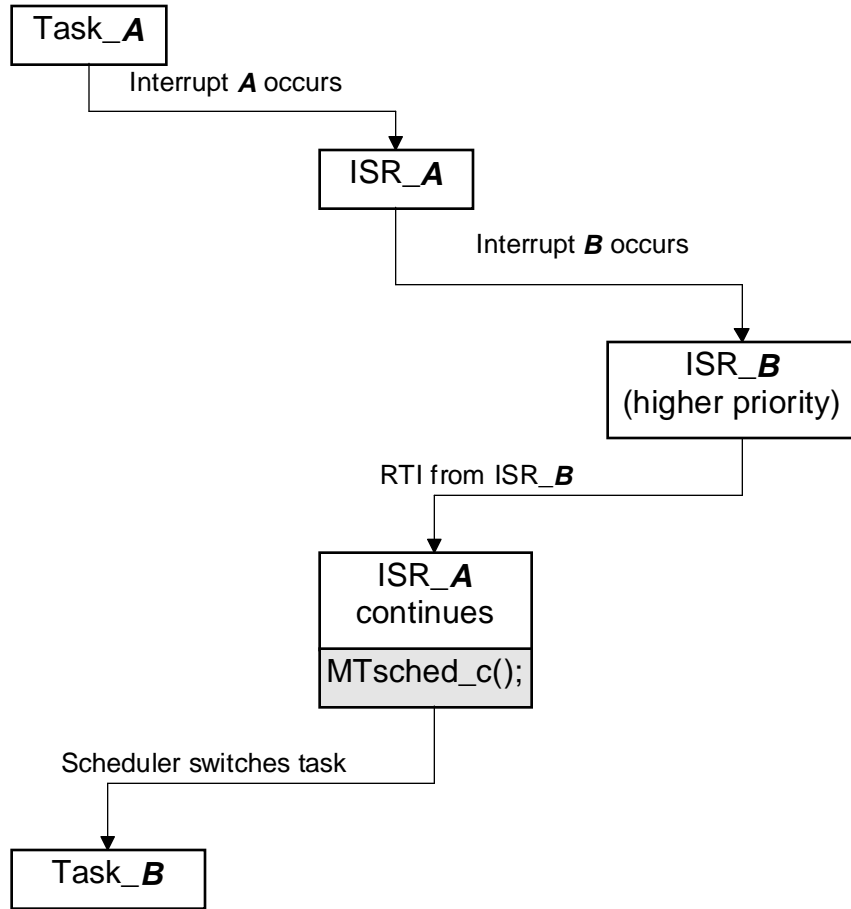 Task_A
Interrupt A occurs
ISR_A
Interrupt B occurs
ISR_B
(higher priority)
RTI from ISR_B
ISR_A
continues
MTsched_c();
Scheduler switches task
Task_B